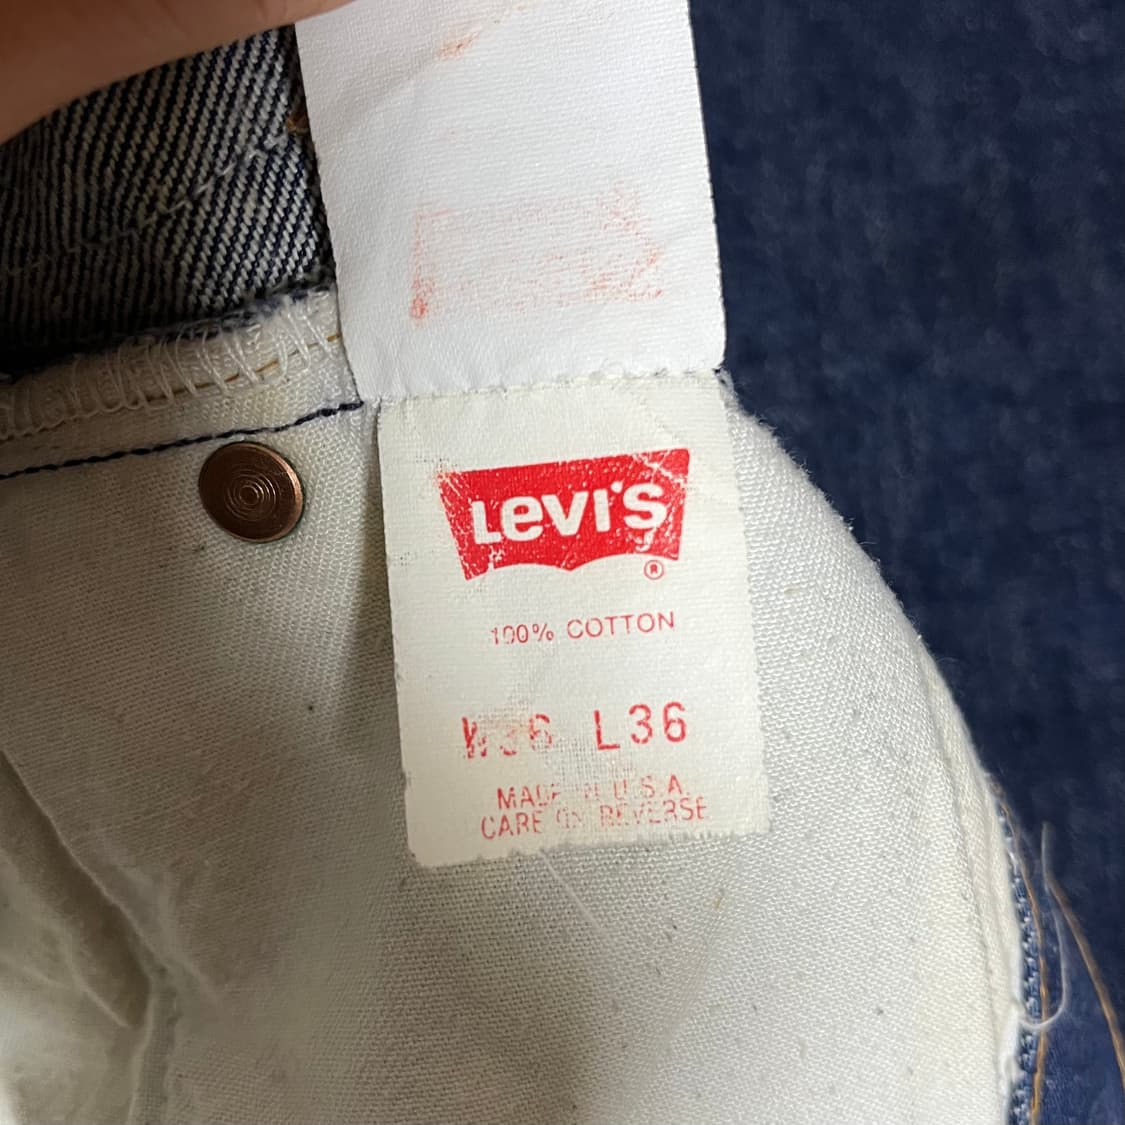 Levi's
®
100% COTTON
W36 L36
MADE IN U.S.A.
CARE ON REVERSE